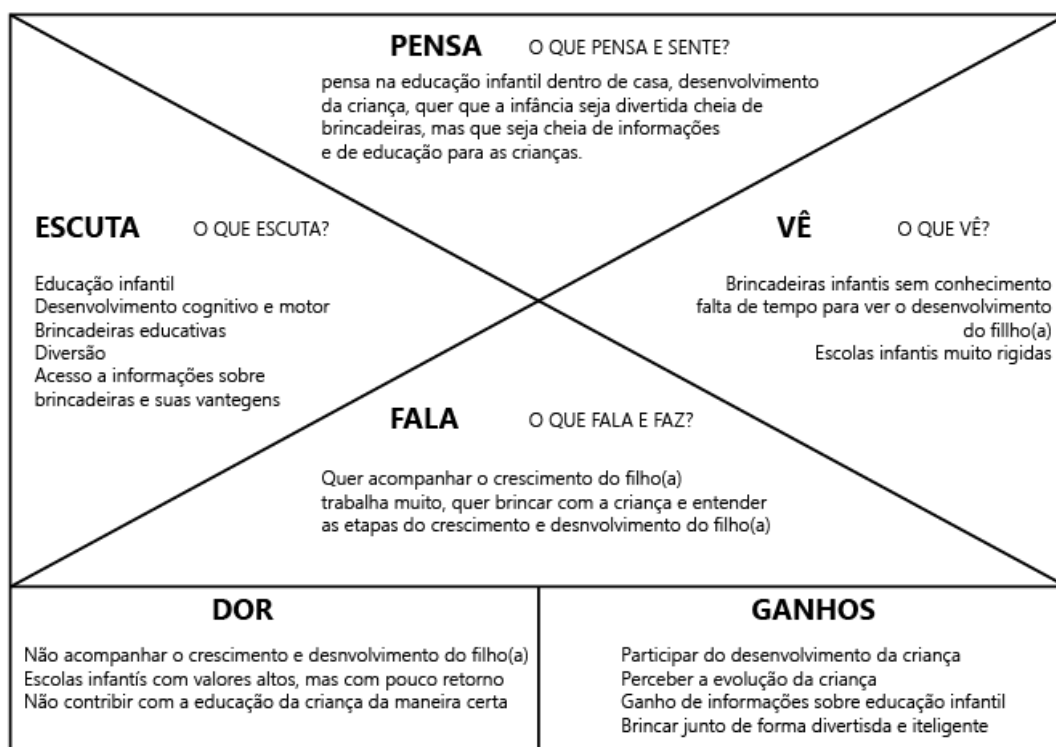 PENSA O QUE PENSA E SENTE?
pensa na educação infantil dentro de casa, desenvolvimento
da criança, quer que a infância seja divertida cheia de
brincadeiras, mas que seja cheia de informações
e de educação para as crianças.
ESCUTA O QUE ESCUTA?
Educação infantil
Desenvolvimento cognitivo e motor
Brincadeiras educativas
Diversão
Acesso a informações sobre
brincadeiras e suas vantegens
VÊ O QUE VÊ?
Brincadeiras infantis sem conhecimento
falta de tempo para ver o desenvolvimento
do fillho(a)
Escolas infantis muito rigidas
FALA O QUE FALA E FAZ?
Quer acompanhar o crescimento do filho(a)
trabalha muito, quer brincar com a criança e entender
as etapas do crescimento e desnvolvimento do filho(a)
DOR
Não acompanhar o crescimento e desnvolvimento do filho(a)
Escolas infantís com valores altos, mas com pouco retorno
Não contribir com a educação da criança da maneira certa
GANHOS
Participar do desenvolvimento da criança
Perceber a evolução da criança
Ganho de informações sobre educação infantil
Brincar junto de forma divertisda e iteligente